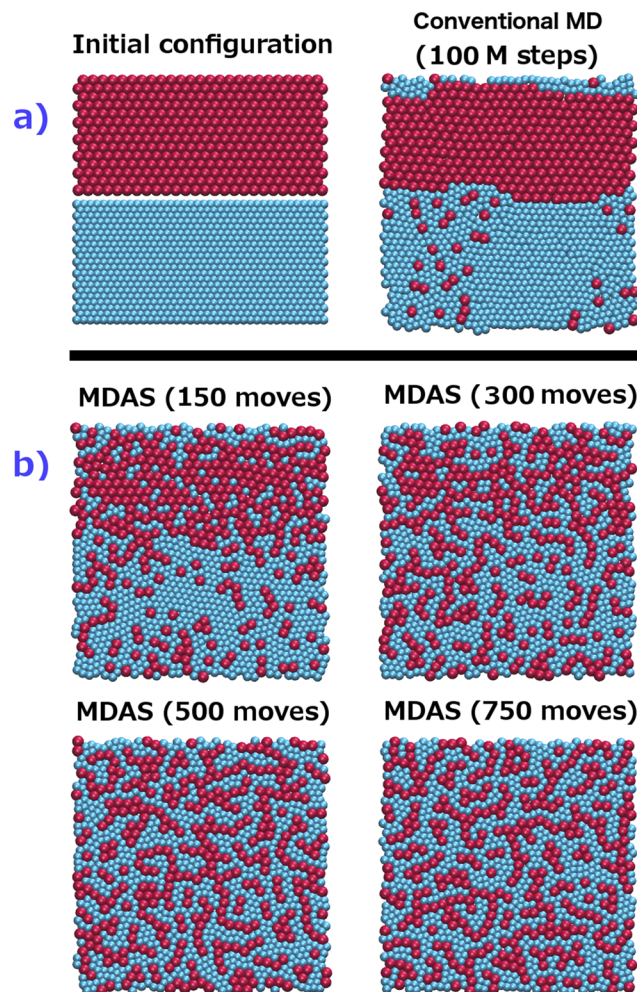 Conventional MD
Initial configuration
(100 M steps)
a)
MDAS (150 moves)
MDAS (300 moves)
b)
MDAS (500 moves)
MDAS (750 moves)